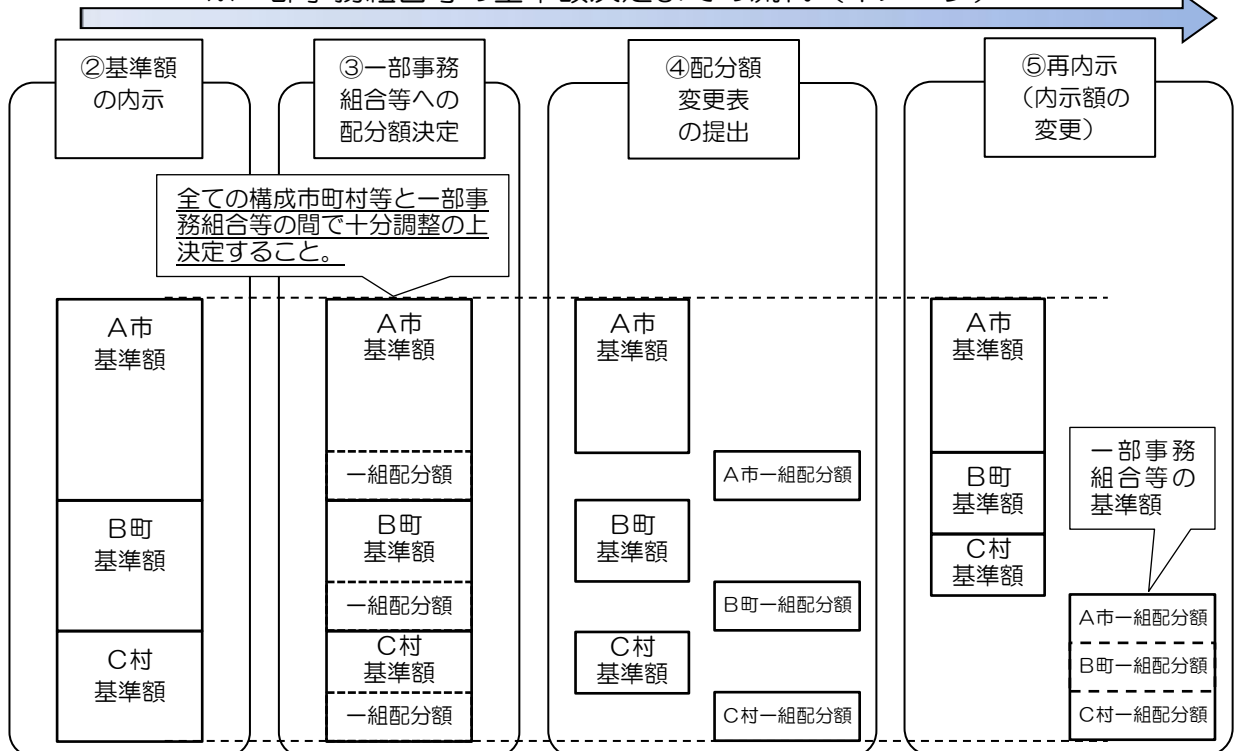 ②基準額
の内示
③一部事務
組合等への
配分額決定
④配分額
変更表
の提出
⑤再内示
（内示額の
変更）
全ての構成市町村等と一部事
務組合等の間で十分調整の上
決定すること。
A市
基準額
B町
基準額
C村
基準額
A市
基準額
一組配分額
B町
基準額
一組配分額
C村
基準額
一組配分額
A市
基準額
A市一組配分額
B町
基準額
B町一組配分額
C村
基準額
C村一組配分額
A市
基準額
B町
基準額
C村
基準額
一部事務
組合等の
基準額
A市一組配分額
B町一組配分額
C村一組配分額